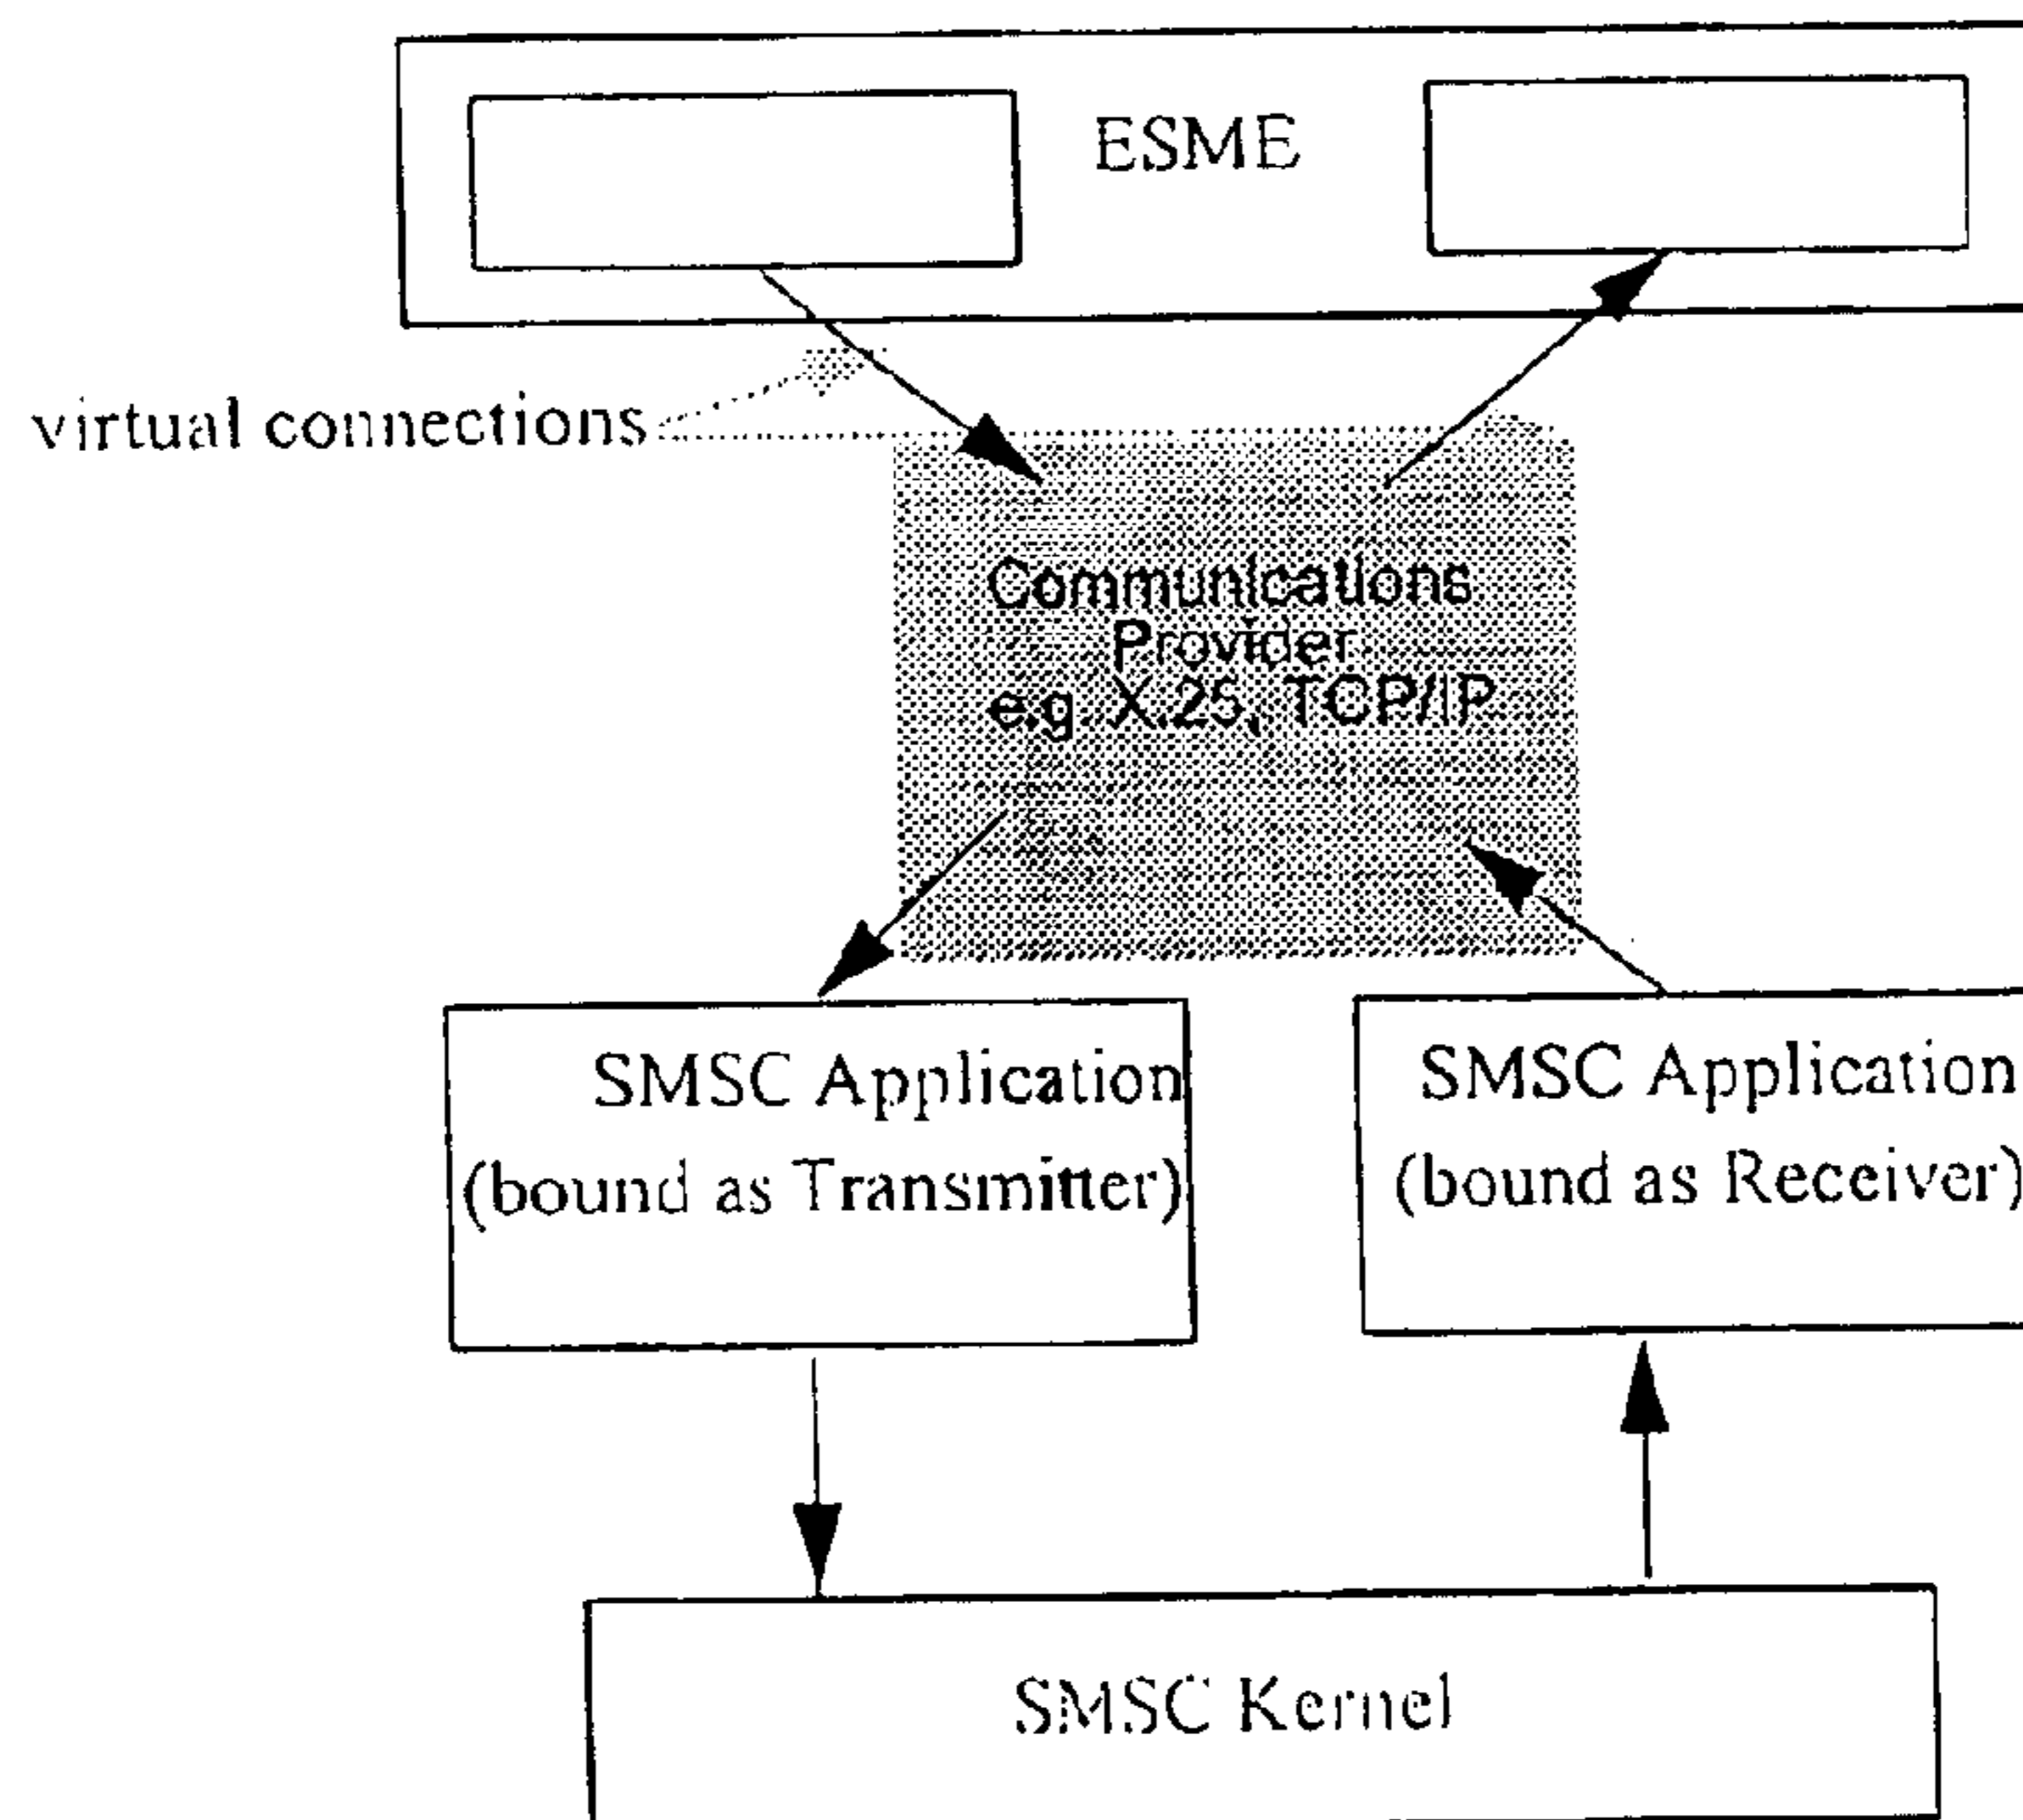 ESME
virtual connections
Communications
Provider
e.g. X.25, TCP/IP
SMSC Application
(bound as Transmitter)
SMSC Application
(bound as Receiver)
SMSC Kernel